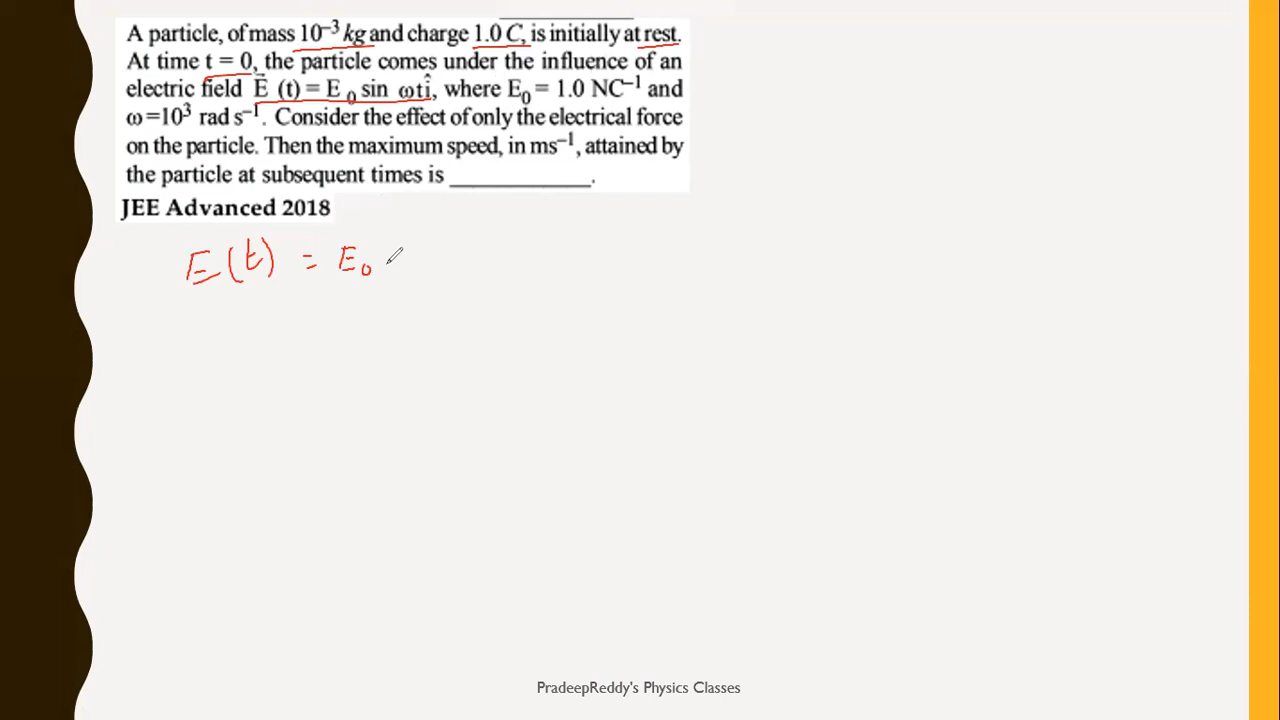 A particle, of mass 10⁻³ kg and charge 1.0 C, is initially at rest.
At time t = 0, the particle comes under the influence of an
electric field E⃗ (t) = E₀ sin ωt î, where E₀ = 1.0 NC⁻¹ and
ω =10³ rad s⁻¹. Consider the effect of only the electrical force
on the particle. Then the maximum speed, in ms⁻¹, attained by
the particle at subsequent times is ____________.
JEE Advanced 2018
E(t) = E₀
PradeepReddy's Physics Classes